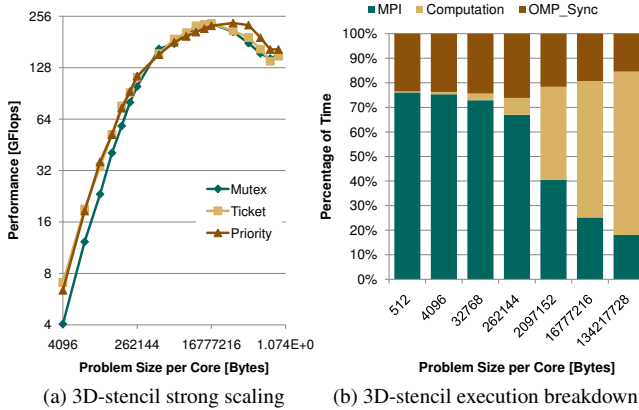 MPI Computation OMP_Sync
256
128
64
32
16
8
4
Performance [GFlops]
Mutex
Ticket
Priority
4096 262144 16777216 1.074E+0
Problem Size per Core [Bytes]
(a) 3D-stencil strong scaling
100%
90%
80%
70%
60%
50%
40%
30%
20%
10%
0%
Percentage of Time
512 4096 32768 262144 2097152 16777216 134217728
Problem Size per Core [Bytes]
(b) 3D-stencil execution breakdown